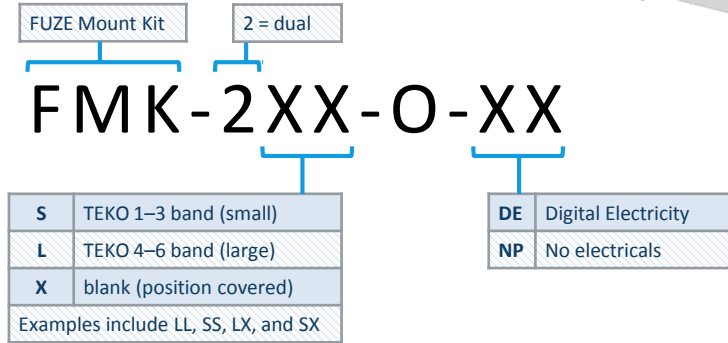 FUZE Mount Kit 2 = dual
FMK-2XX-O-XX
S TEKO 1–3 band (small)
L TEKO 4–6 band (large)
X blank (position covered)
Examples include LL, SS, LX, and SX
DE Digital Electricity
NP No electricals